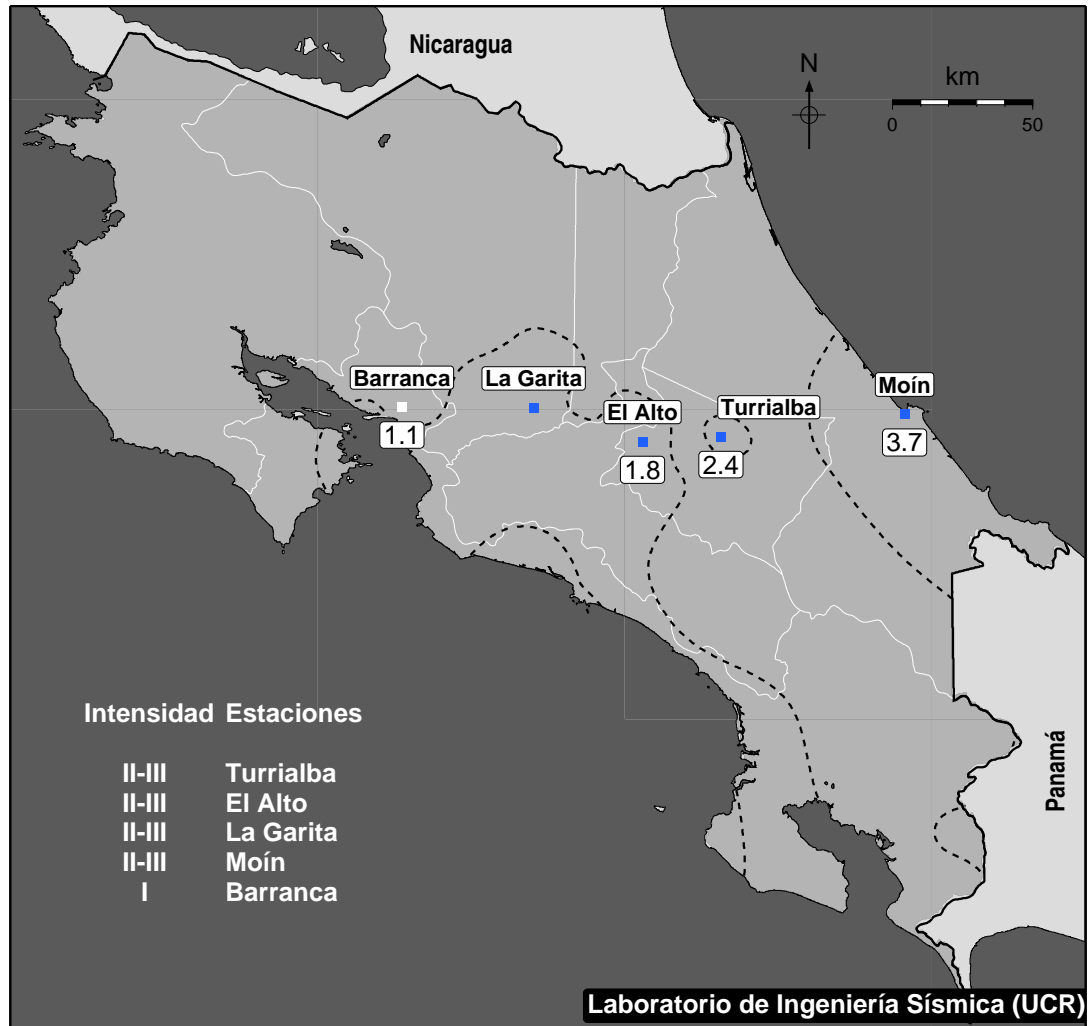 Nicaragua
N
km
0 50
Barranca
La Garita
Moín
El Alto
Turrialba
1.1
1.8
2.4
3.7
Intensidad Estaciones
II-III Turrialba
II-III El Alto
II-III La Garita
II-III Moín
I Barranca
Panamá
Laboratorio de Ingeniería Sísmica (UCR)